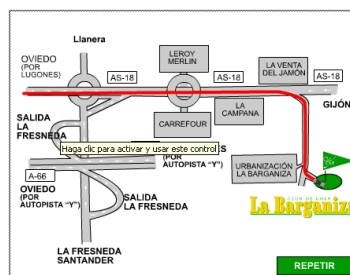 Llanera
OVIEDO
(POR
LUGONES)
AS-18
LEROY
MERLIN
AS-18
LA VENTA
DEL JAMÓN
AS-18
GIJÓN
LA
CAMPANA
CARREFOUR
SALIDA
LA
FRESNEDA
Haga clic para activar y usar este control
ES
(POR
AUTOPISTA "Y")
URBANIZACIÓN
LA BARGANIZA
A-66
OVIEDO
(POR
AUTOPISTA "Y")
SALIDA
LA FRESNEDA
CLUB DE GOLF
La Barganiza
LA FRESNEDA
SANTANDER
REPETIR